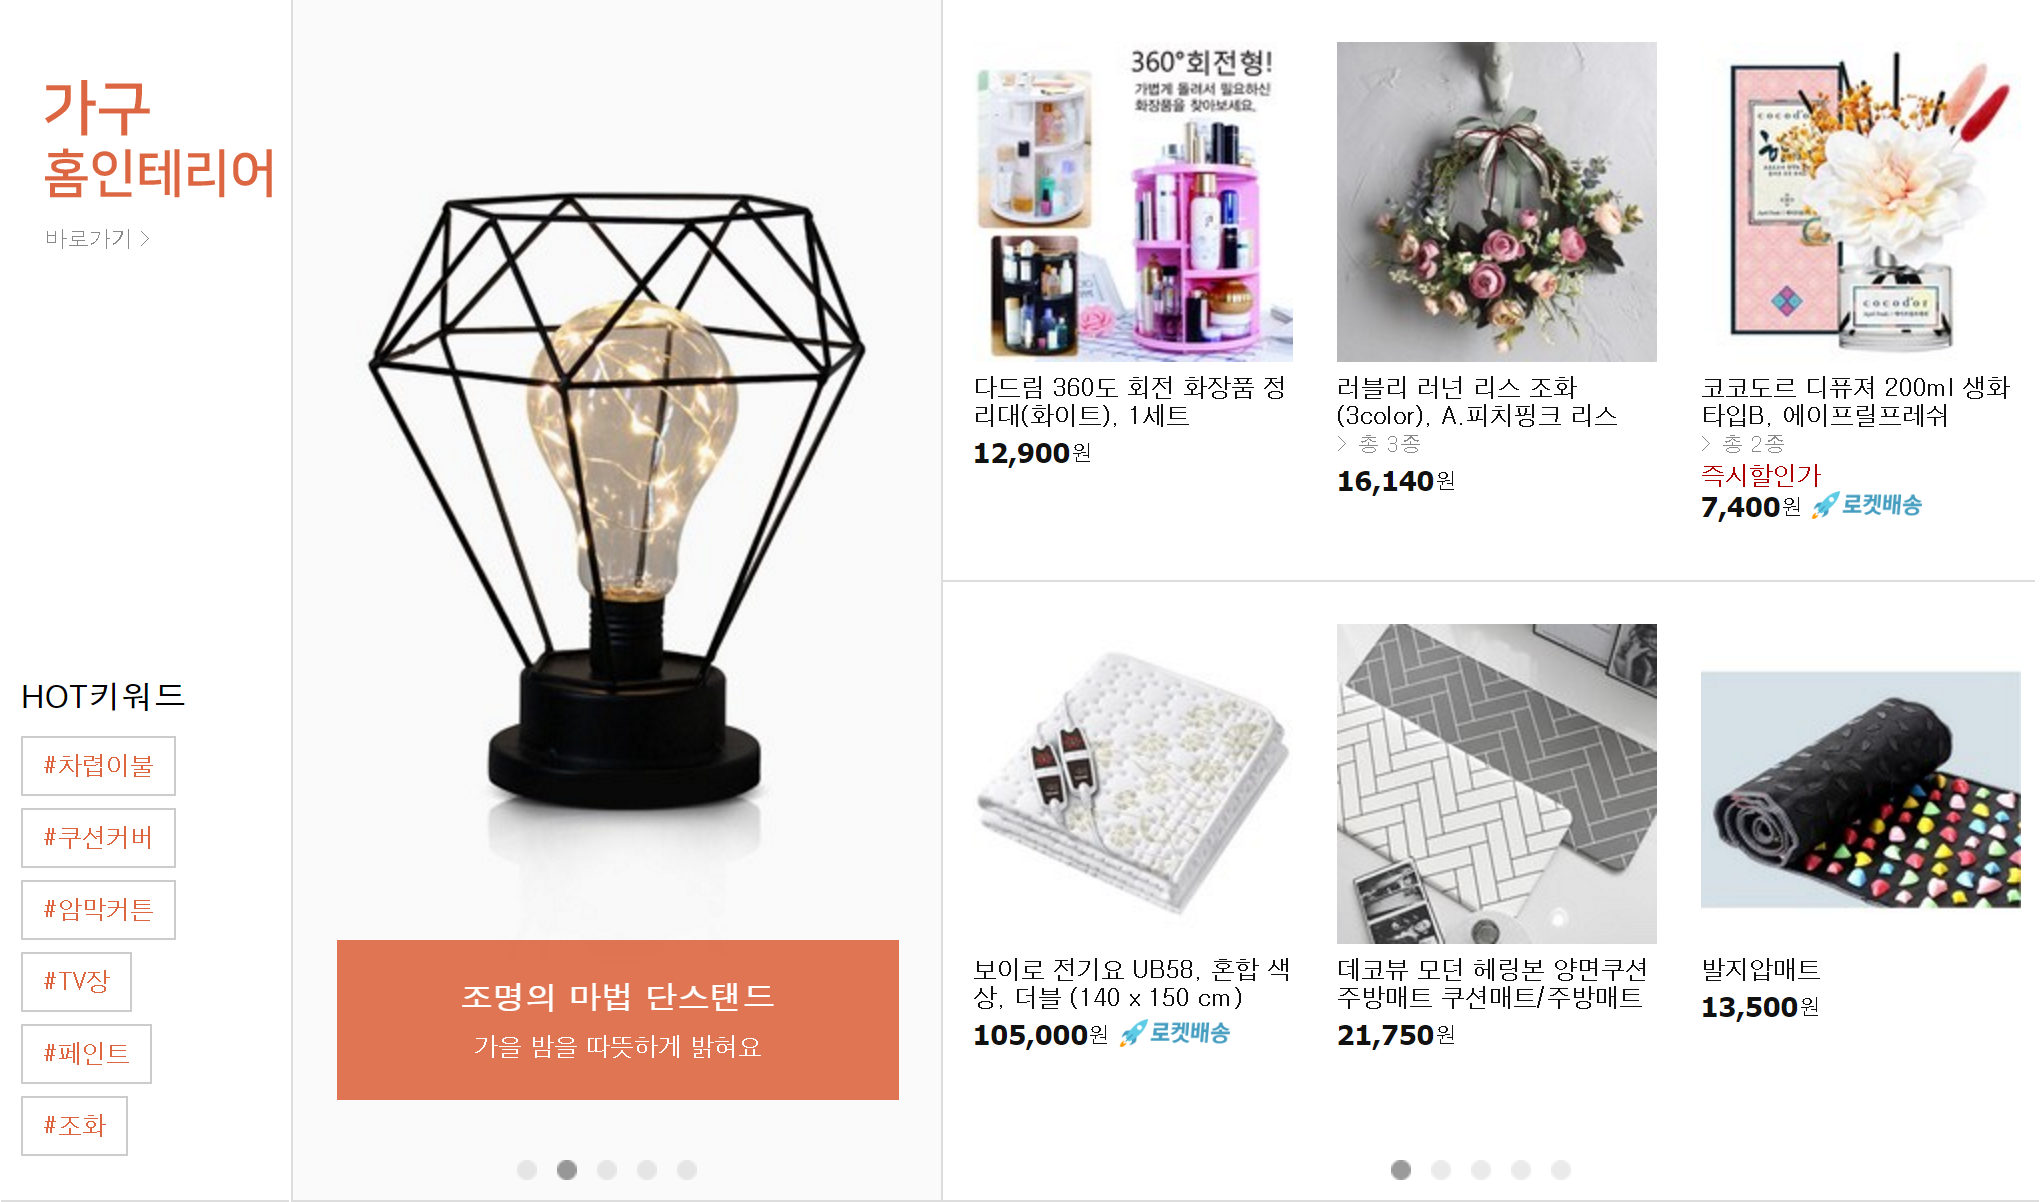 가구
홈인테리어
바로가기 >
HOT키워드
#차렵이불
#쿠션커버
#암막커튼
#TV장
#페인트
#조화
조명의 마법 단스탠드
가을 밤을 따뜻하게 밝혀요
360°회전형!
가볍게 돌려서 필요하신
화장품을 찾아보세요.
다드림 360도 회전 화장품 정
리대(화이트), 1세트
12,900원
러블리 러넌 리스 조화
(3color), A.피치핑크 리스
> 총 3종
16,140원
cocod'or
cocod'or
코코도르 디퓨져 200ml 생화
타입B, 에이프릴프레쉬
> 총 2종
즉시할인가
7,400원 로켓배송
보이로 전기요 UB58, 혼합 색
상, 더블 (140 x 150 cm)
105,000원 로켓배송
데코뷰 모던 헤링본 양면쿠션
주방매트 쿠션매트/주방매트
21,750원
발지압매트
13,500원